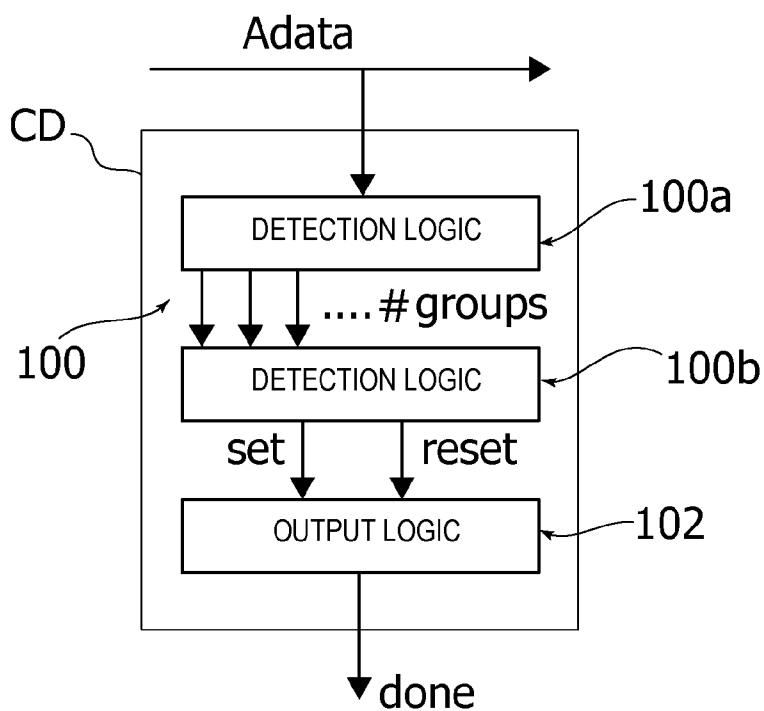 Adata
CD
DETECTION LOGIC
100a
100
.... # groups
DETECTION LOGIC
100b
set
reset
OUTPUT LOGIC
102
done